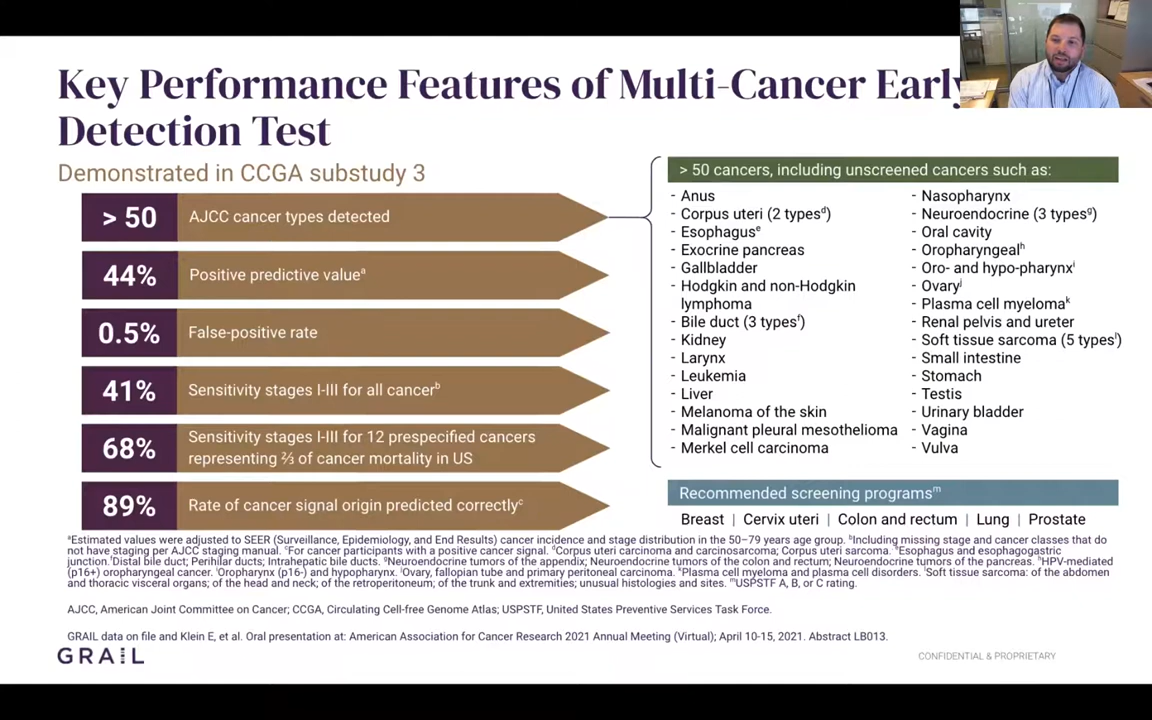 Key Performance Features of Multi-Cancer Early
Detection Test
Demonstrated in CCGA substudy 3
> 50 AJCC cancer types detected
44% Positive predictive valueᵃ
0.5% False-positive rate
41% Sensitivity stages I-III for all cancerᵇ
68% Sensitivity stages I-III for 12 prespecified cancers
representing ⅔ of cancer mortality in US
89% Rate of cancer signal origin predicted correctlyᶜ
> 50 cancers, including unscreened cancers such as:
- Anus
- Corpus uteri (2 typesᵈ)
- Esophagusᵉ
- Exocrine pancreas
- Gallbladder
- Hodgkin and non-Hodgkin
lymphoma
- Bile duct (3 typesᶠ)
- Kidney
- Larynx
- Leukemia
- Liver
- Melanoma of the skin
- Malignant pleural mesothelioma
- Merkel cell carcinoma
- Nasopharynx
- Neuroendocrine (3 typesᵍ)
- Oral cavity
- Oropharyngealʰ
- Oro- and hypo-pharynxⁱ
- Ovaryʲ
- Plasma cell myelomaᵏ
- Renal pelvis and ureter
- Soft tissue sarcoma (5 typesˡ)
- Small intestine
- Stomach
- Testis
- Urinary bladder
- Vagina
- Vulva
Recommended screening programsᵐ
Breast | Cervix uteri | Colon and rectum | Lung | Prostate
ᵃEstimated values were adjusted to SEER (Surveillance, Epidemiology, and End Results) cancer incidence and stage distribution in the 50–79 years age group. ᵇIncluding missing stage and cancer classes that do
not have staging per AJCC staging manual. ᶜFor cancer participants with a positive cancer signal. ᵈCorpus uteri carcinoma and carcinosarcoma; Corpus uteri sarcoma. ᵉEsophagus and esophagogastric
junction.ᶠDistal bile duct; Perihilar ducts; Intrahepatic bile ducts. ᵍNeuroendocrine tumors of the appendix; Neuroendocrine tumors of the colon and rectum; Neuroendocrine tumors of the pancreas. ʰHPV-mediated
(p16+) oropharyngeal cancer. ⁱOropharynx (p16-) and hypopharynx. ʲOvary, fallopian tube and primary peritoneal carcinoma. ᵏPlasma cell myeloma and plasma cell disorders. ˡSoft tissue sarcoma: of the abdomen
and thoracic visceral organs; of the head and neck; of the retroperitoneum; of the trunk and extremities; unusual histologies and sites. ᵐUSPSTF A, B, or C rating.
AJCC, American Joint Committee on Cancer; CCGA, Circulating Cell-free Genome Atlas; USPSTF, United States Preventive Services Task Force.
GRAIL data on file and Klein E, et al. Oral presentation at: American Association for Cancer Research 2021 Annual Meeting (Virtual); April 10-15, 2021. Abstract LB013.
GRAIL
CONFIDENTIAL & PROPRIETARY